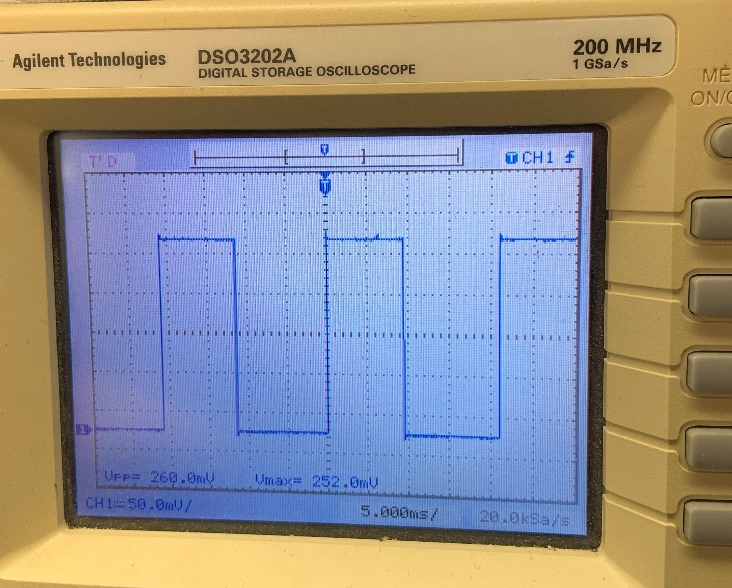 Agilent Technologies
DSO3202A
DIGITAL STORAGE OSCILLOSCOPE
200 MHz
1 GSa/s
ON/O
T'D
T
T CH1
T
1
Vpp= 260.0mV Vmax= 252.0mV
CH1 50.0mV/ 5.000ms/ 20.0kSa/s